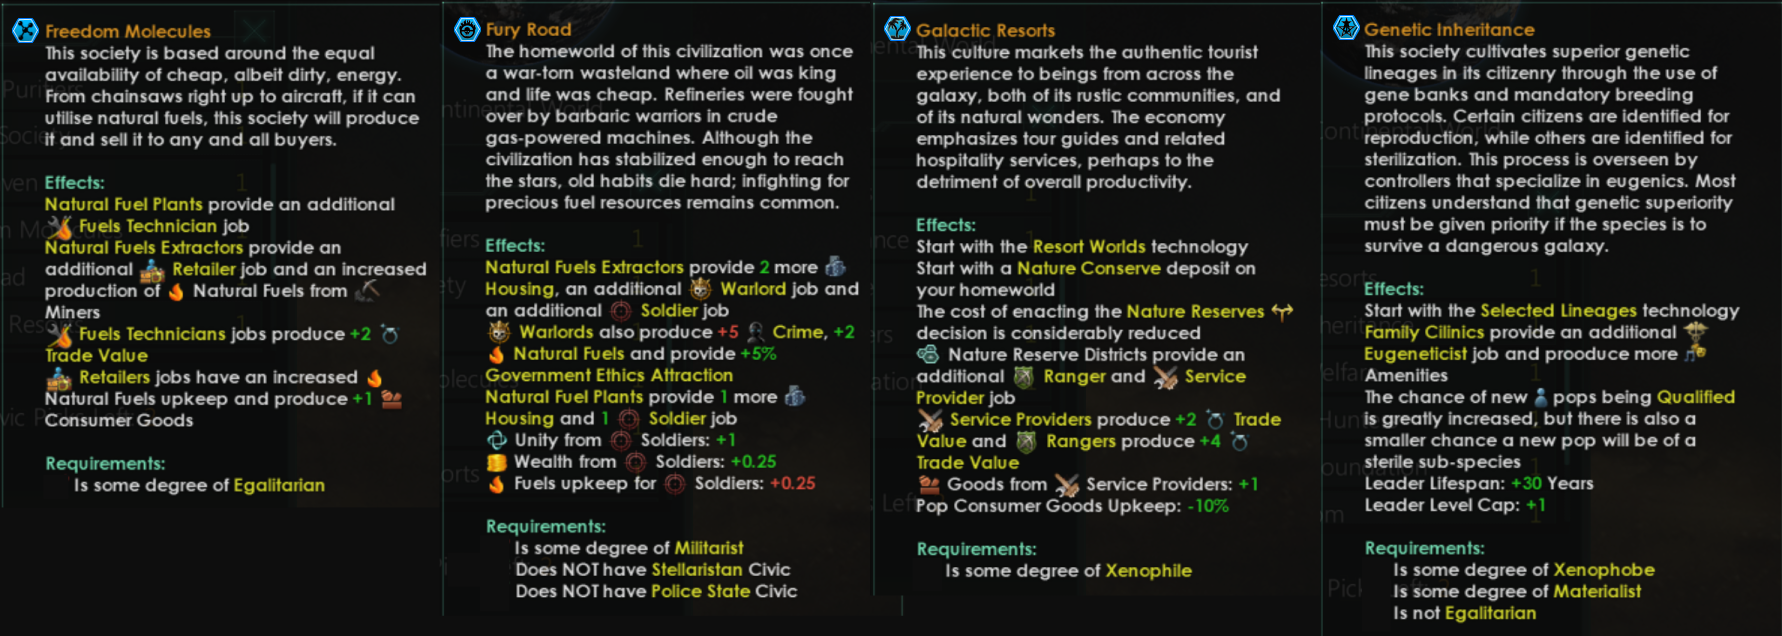 Freedom Molecules
This society is based around the equal
availability of cheap, albeit dirty, energy.
From chainsaws right up to aircraft, if it can
utilise natural fuels, this society will produce
it and sell it to any and all buyers.
Effects:
Natural Fuel Plants provide an additional
Fuels Technician job
Natural Fuels Extractors provide an
additional Retailer job and an increased
production of Natural Fuels from
Miners
Fuels Technicians jobs produce +2
Trade Value
Retailers jobs have an increased
Natural Fuels upkeep and produce +1
Consumer Goods
Requirements:
Is some degree of Egalitarian
Fury Road
The homeworld of this civilization was once
a war-torn wasteland where oil was king
and life was cheap. Refineries were fought
over by barbaric warriors in crude
gas-powered machines. Although the
civilization has stabilized enough to reach
the stars, old habits die hard; infighting for
precious fuel resources remains common.
Effects:
Natural Fuels Extractors provide 2 more
Housing, an additional Warlord job and
an additional Soldier job
Warlords also produce +5 Crime, +2
Natural Fuels and provide +5%
Government Ethics Attraction
Natural Fuel Plants provide 1 more
Housing and 1 Soldier job
Unity from Soldiers: +1
Wealth from Soldiers: +0.25
Fuels upkeep for Soldiers: +0.25
Requirements:
Is some degree of Militarist
Does NOT have Stellaristan Civic
Does NOT have Police State Civic
Galactic Resorts
This culture markets the authentic tourist
experience to beings from across the
galaxy, both of its rustic communities, and
of its natural wonders. The economy
emphasizes tour guides and related
hospitality services, perhaps to the
detriment of overall productivity.
Effects:
Start with the Resort Worlds technology
Start with a Nature Conserve deposit on
your homeworld
The cost of enacting the Nature Reserves
decision is considerably reduced
Nature Reserve Districts provide an
additional Ranger and Service
Provider job
Service Providers produce +2 Trade
Value and Rangers produce +4
Trade Value
Goods from Service Providers: +1
Pop Consumer Goods Upkeep: -10%
Requirements:
Is some degree of Xenophile
Genetic Inheritance
This society cultivates superior genetic
lineages in its citizenry through the use of
gene banks and mandatory breeding
protocols. Certain citizens are identified for
reproduction, while others are identified for
sterilization. This process is overseen by
controllers that specialize in eugenics. Most
citizens understand that genetic superiority
must be given priority if the species is to
survive a dangerous galaxy.
Effects:
Start with the Selected Lineages technology
Family Cilinics provide an additional
Eugeneticist job and prooduce more
Amenities
The chance of new pops being Qualified
is greatly increased, but there is also a
smaller chance a new pop will be of a
sterile sub-species
Leader Lifespan: +30 Years
Leader Level Cap: +1
Requirements:
Is some degree of Xenophobe
Is some degree of Materialist
Is not Egalitarian